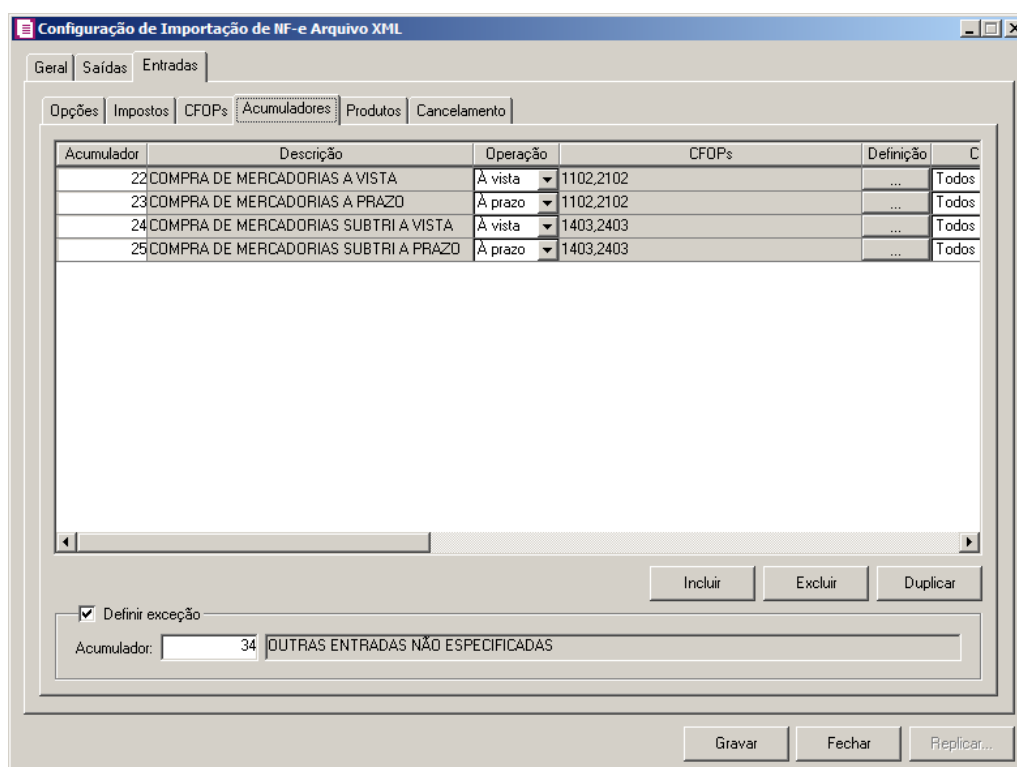 Configuração de Importação de NF-e Arquivo XML
Geral Saídas Entradas
Opções Impostos CFOPs Acumuladores Produtos Cancelamento
Acumulador Descrição Operação CFOPs Definição C
22 COMPRA DE MERCADORIAS A VISTA À vista 1102,2102 ... Todos
23 COMPRA DE MERCADORIAS A PRAZO À prazo 1102,2102 ... Todos
24 COMPRA DE MERCADORIAS SUBTRI A VISTA À vista 1403,2403 ... Todos
25 COMPRA DE MERCADORIAS SUBTRI A PRAZO À prazo 1403,2403 ... Todos
Incluir Excluir Duplicar
Definir exceção
Acumulador: 34 OUTRAS ENTRADAS NÃO ESPECIFICADAS
Gravar Fechar Replicar...